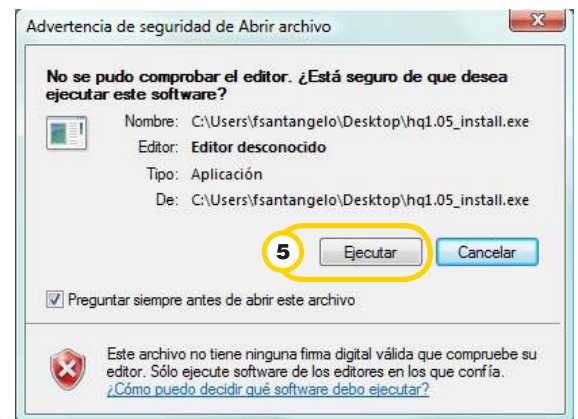 Advertencia de seguridad de Abrir archivo
No se pudo comprobar el editor. ¿Está seguro de que desea
ejecutar este software?
Nombre: C:\Users\fsantangelo\Desktop\hq1.05_install.exe
Editor: Editor desconocido
Tipo: Aplicación
De: C:\Users\fsantangelo\Desktop\hq1.05_install.exe
5 Ejecutar Cancelar
Preguntar siempre antes de abrir este archivo
Este archivo no tiene ninguna firma digital válida que compruebe su
editor. Sólo ejecute software de los editores en los que confía.
¿Cómo puedo decidir qué software debo ejecutar?